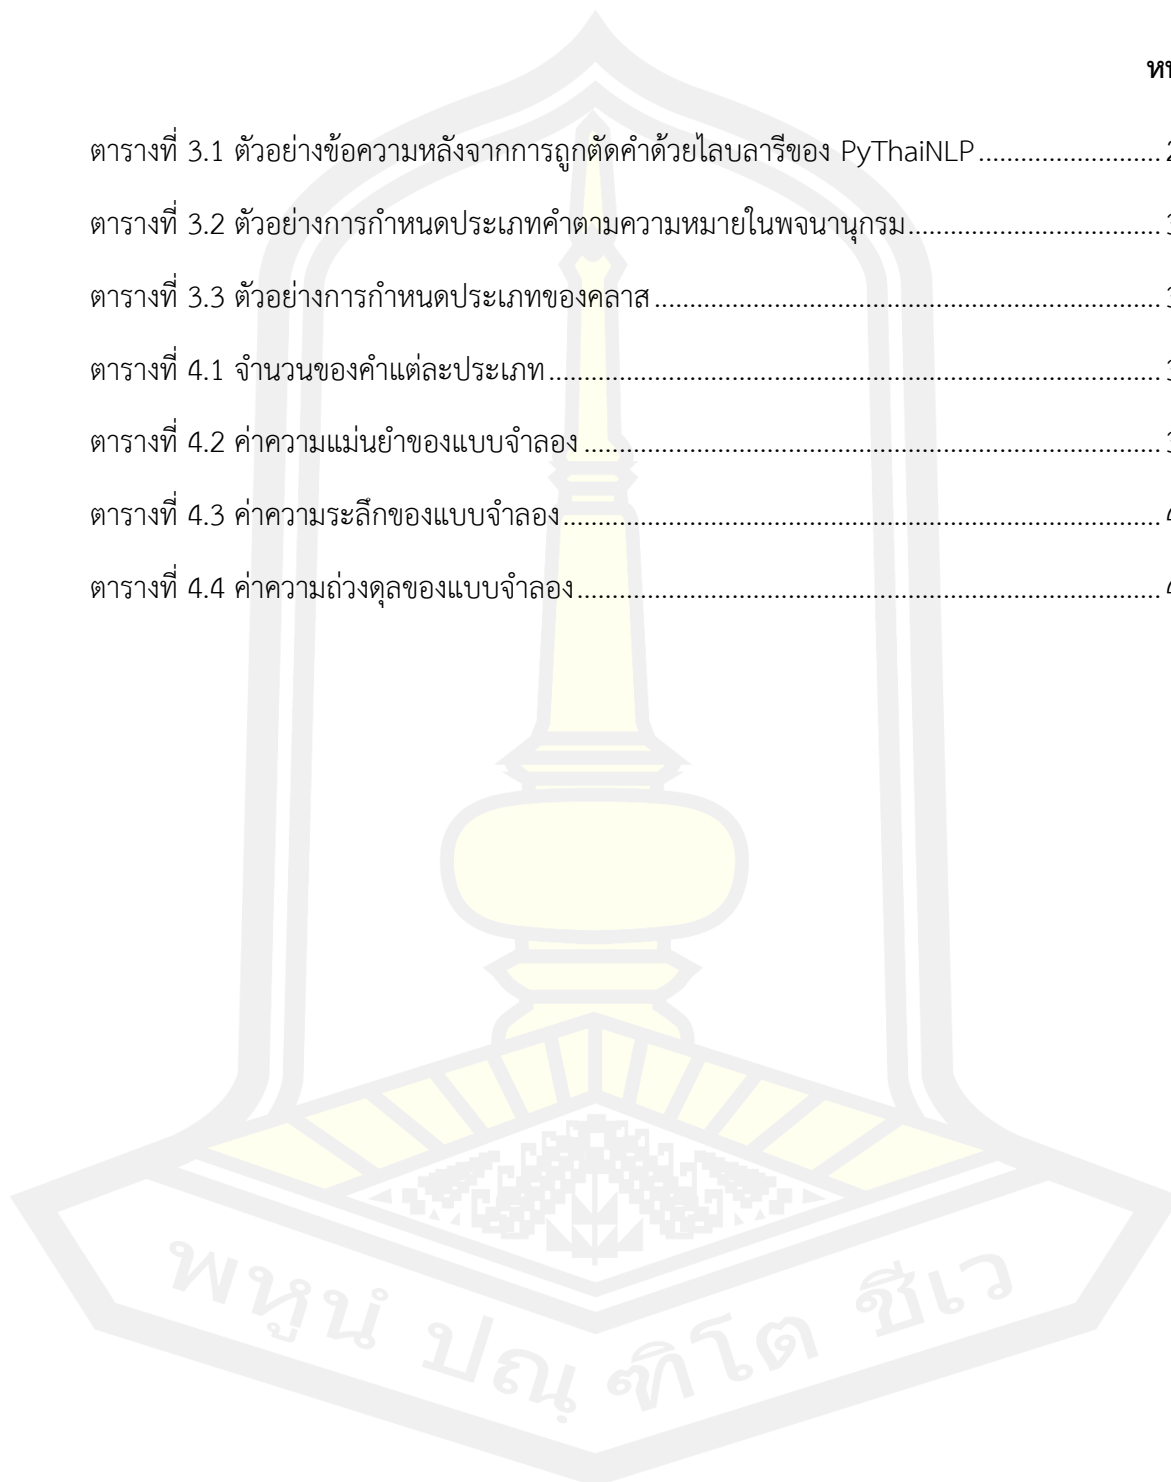 ตารางที่ 3.1 ตัวอย่างข้อความหลังจากการถูกตัดคำด้วยไลบลารีของ PyThaiNLP
ตารางที่ 3.2 ตัวอย่างการกำหนดประเภทคำตามความหมายในพจนานุกรม
ตารางที่ 3.3 ตัวอย่างการกำหนดประเภทของคลาส
ตารางที่ 4.1 จำนวนของคำแต่ละประเภท
ตารางที่ 4.2 ค่าความแม่นยำของแบบจำลอง
ตารางที่ 4.3 ค่าความระลึกของแบบจำลอง
ตารางที่ 4.4 ค่าความถ่วงดุลของแบบจำลอง
พหูนํ ปณฺฑิโต ชีเว